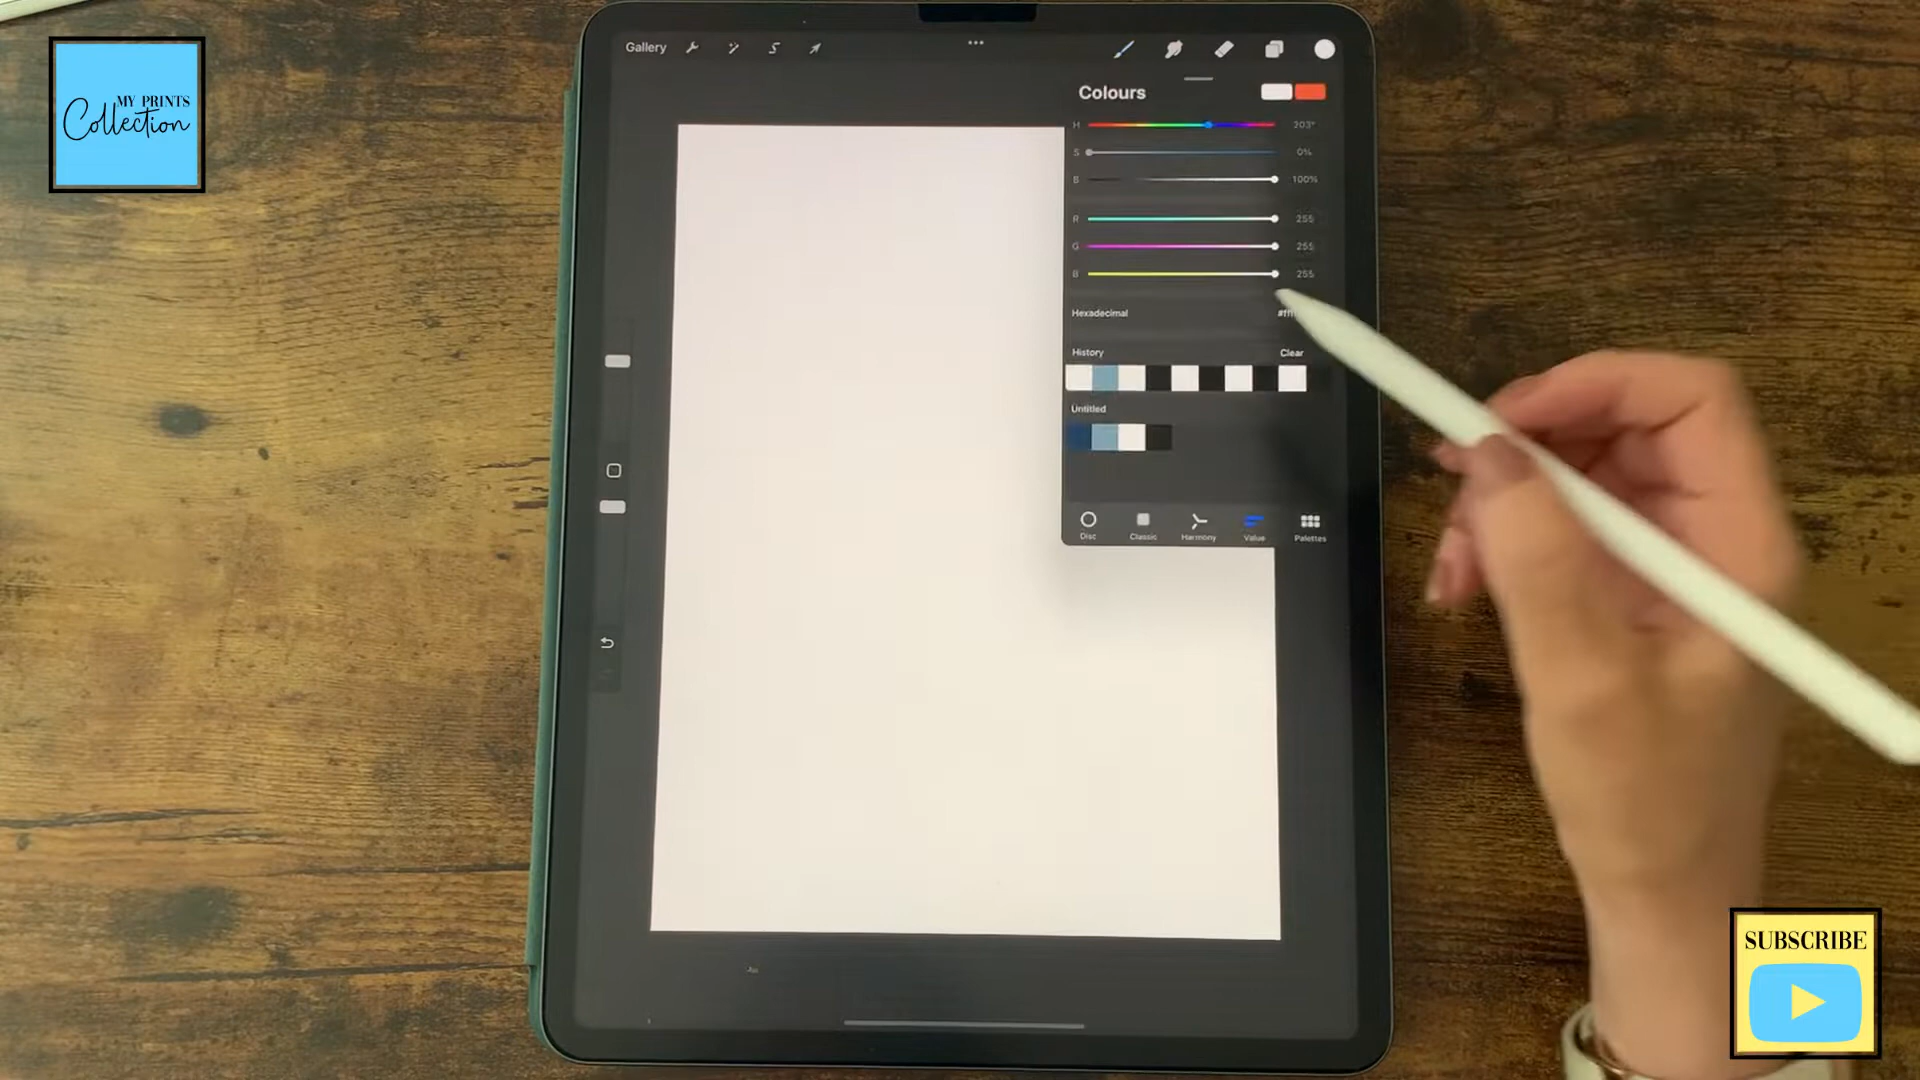 MY PRINTS
Collection
Gallery
Colours
H 203°
S 0%
B 100%
R 255
G 255
B 255
Hexadecimal
History Clear
Untitled
Disc Classic Harmony Value Palettes
SUBSCRIBE